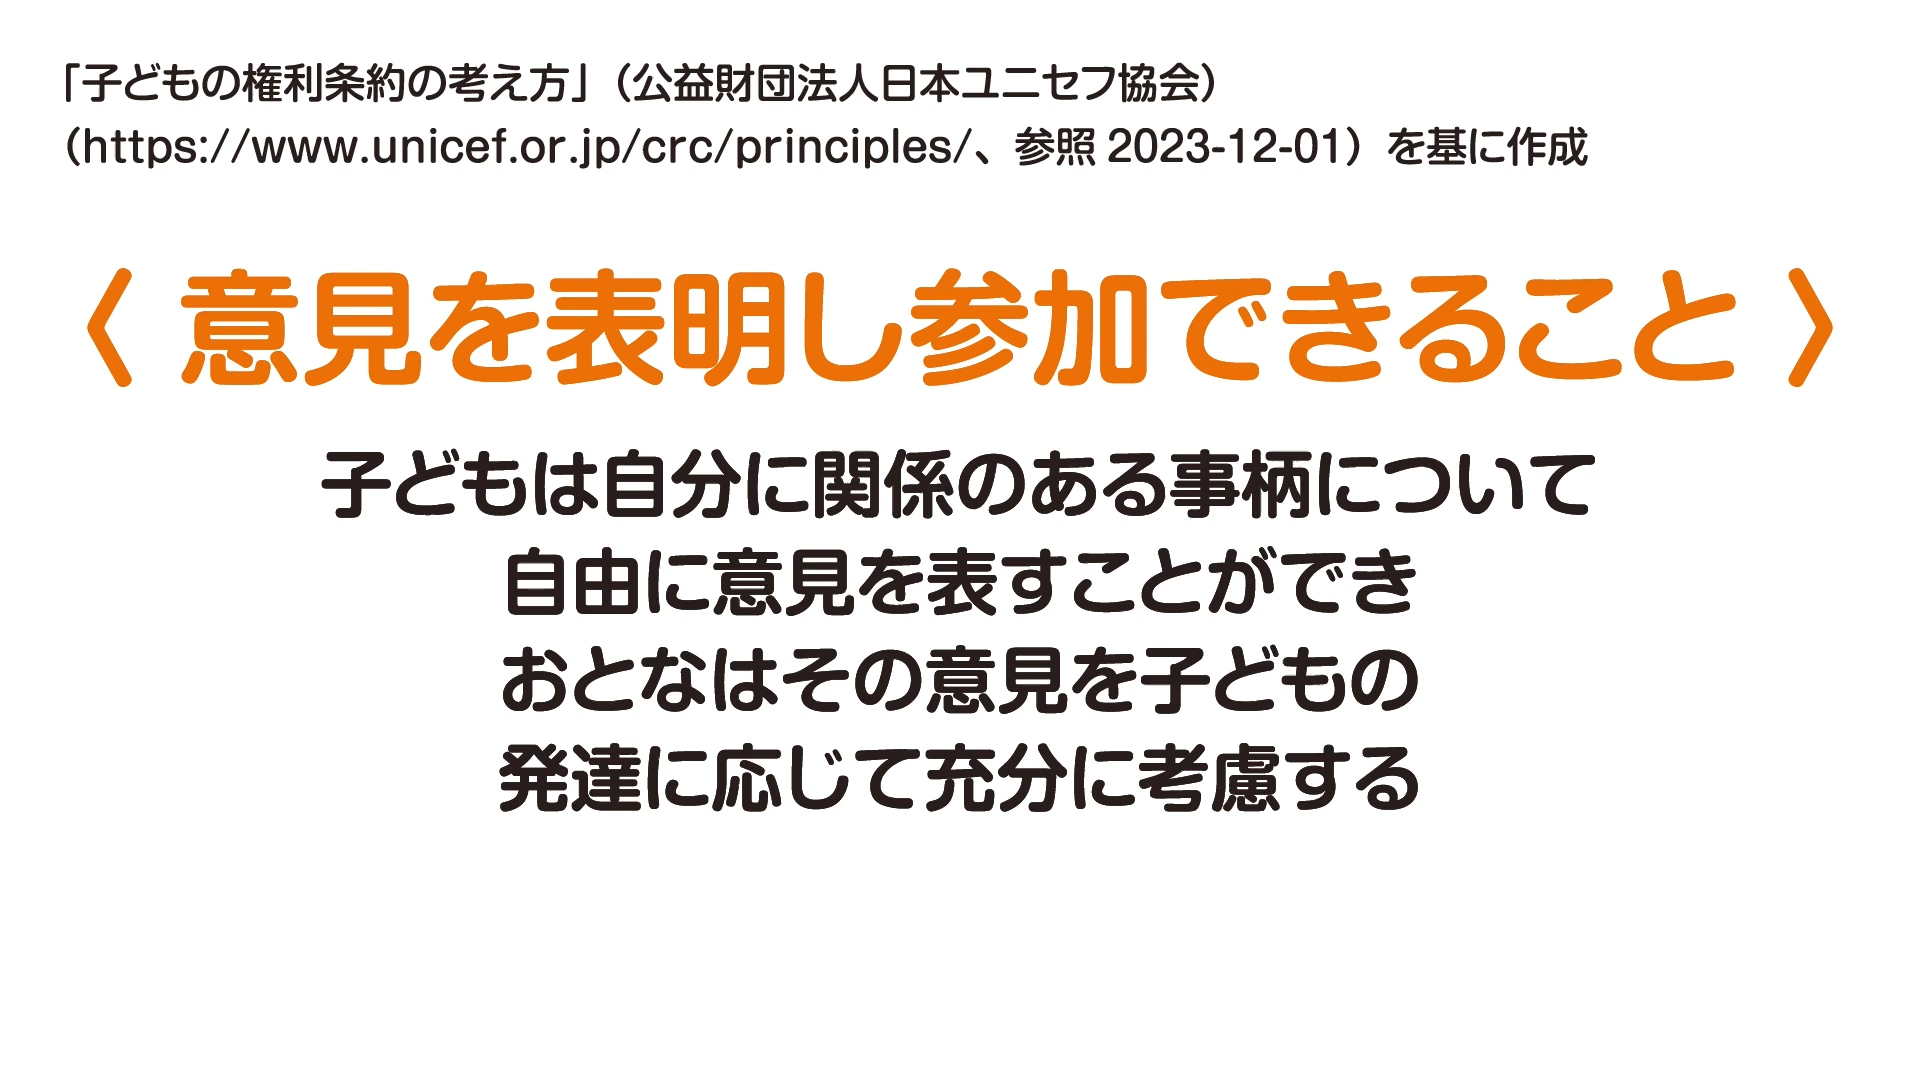 「子どもの権利条約の考え方」（公益財団法人日本ユニセフ協会）
（https://www.unicef.or.jp/crc/principles/、参照 2023-12-01）を基に作成
〈 意見を表明し参加できること 〉
子どもは自分に関係のある事柄について
自由に意見を表すことができ
おとなはその意見を子どもの
発達に応じて充分に考慮する